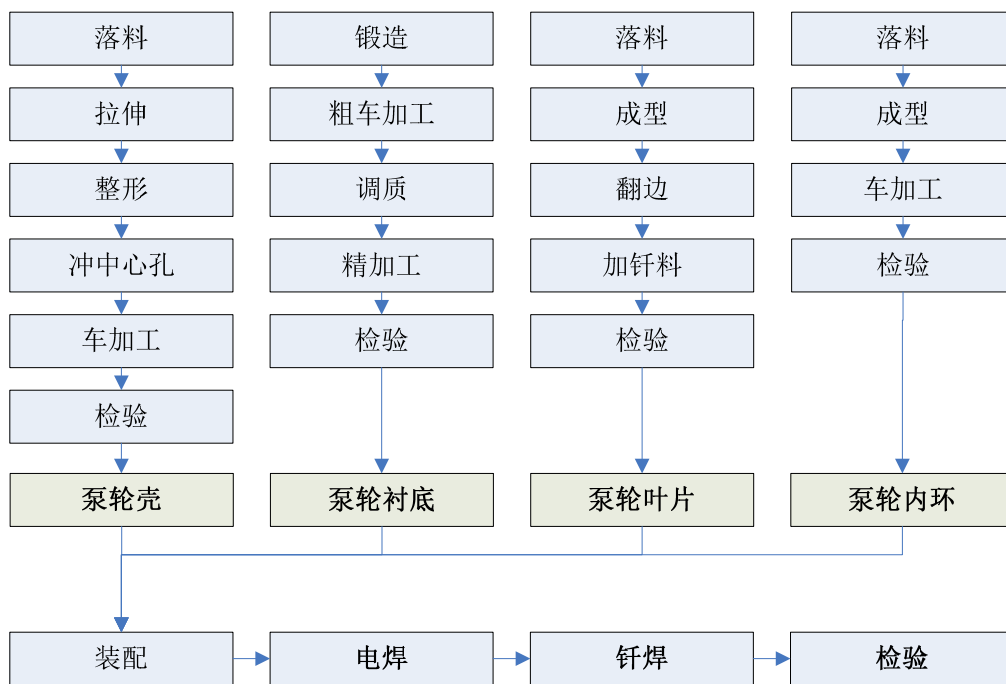 落料
锻造
落料
落料
拉伸
粗车加工
成型
成型
整形
调质
翻边
车加工
冲中心孔
精加工
加钎料
检验
车加工
检验
检验
检验
泵轮壳
泵轮衬底
泵轮叶片
泵轮内环
装配
电焊
钎焊
检验